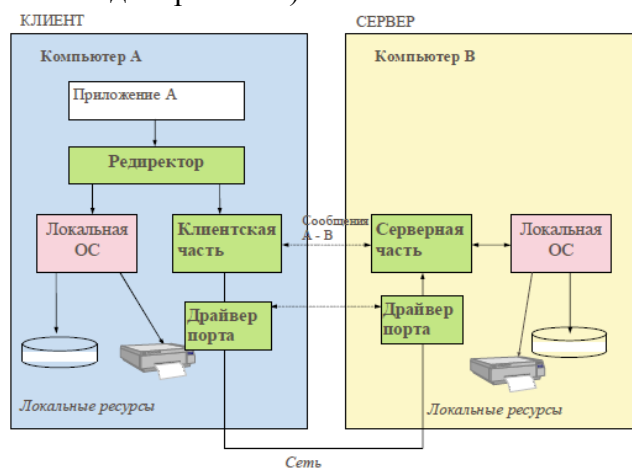 КЛИЕНТ
СЕРВЕР
Компьютер А
Компьютер В
Приложение А
Редиректор
Локальная
ОС
Клиентская
часть
Сообщения
А - В
Серверная
часть
Локальная
ОС
Драйвер
порта
Драйвер
порта
Локальные ресурсы
Локальные ресурсы
Сеть